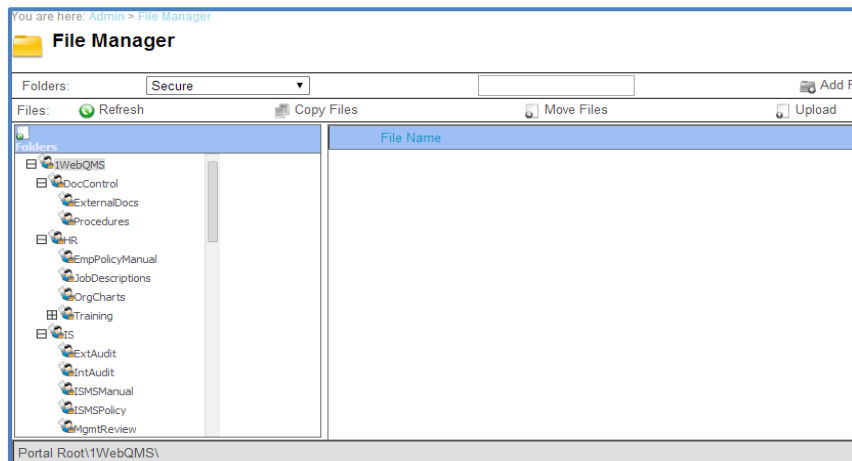 You are here: Admin > File Manager
File Manager
Folders: Secure Add F
Files: Refresh Copy Files Move Files Upload
Folders
File Name
1WebQMS
DocControl
ExternalDocs
Procedures
HR
EmpPolicyManual
JobDescriptions
OrgCharts
Training
IS
ExtAudit
IntAudit
ISMSManual
ISMSPolicy
MgmtReview
Portal Root\1WebQMS\